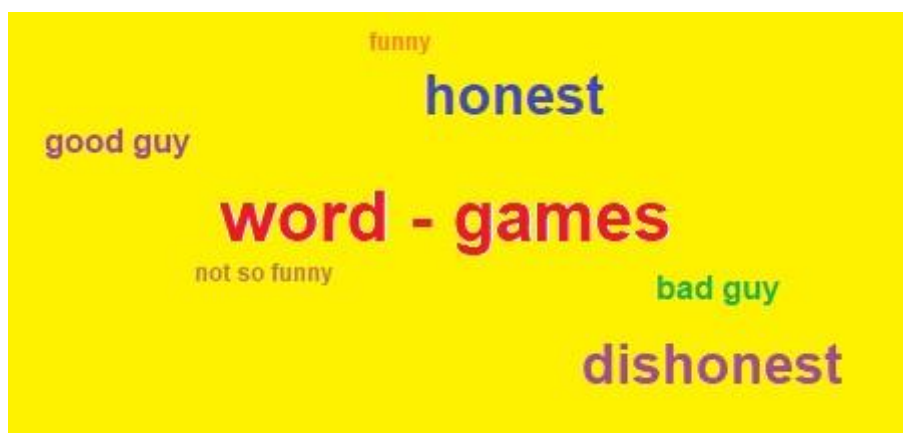 funny
honest
good guy
word - games
not so funny
bad guy
dishonest